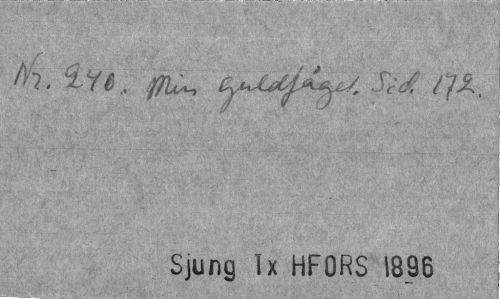 Nr. 240. Min guldfågel. Sid. 172.
Sjung Ix HFORS 1896